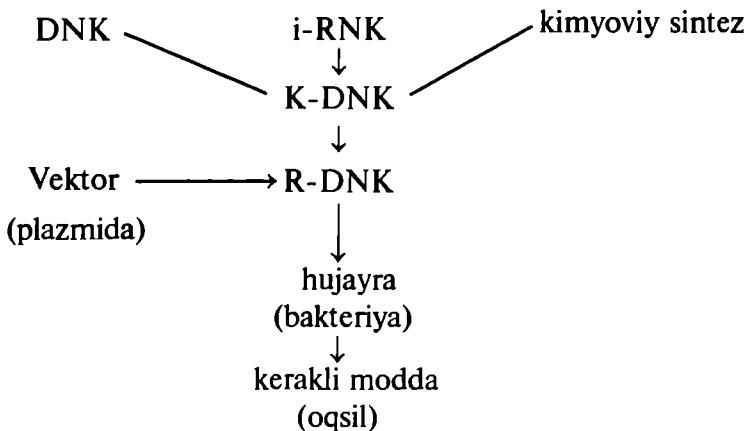 DNK i-RNK kimyoviy sintez
K-DNK
Vektor R-DNK
(plazmida)
hujayra
(bakteriya)
kerakli modda
(oqsil)